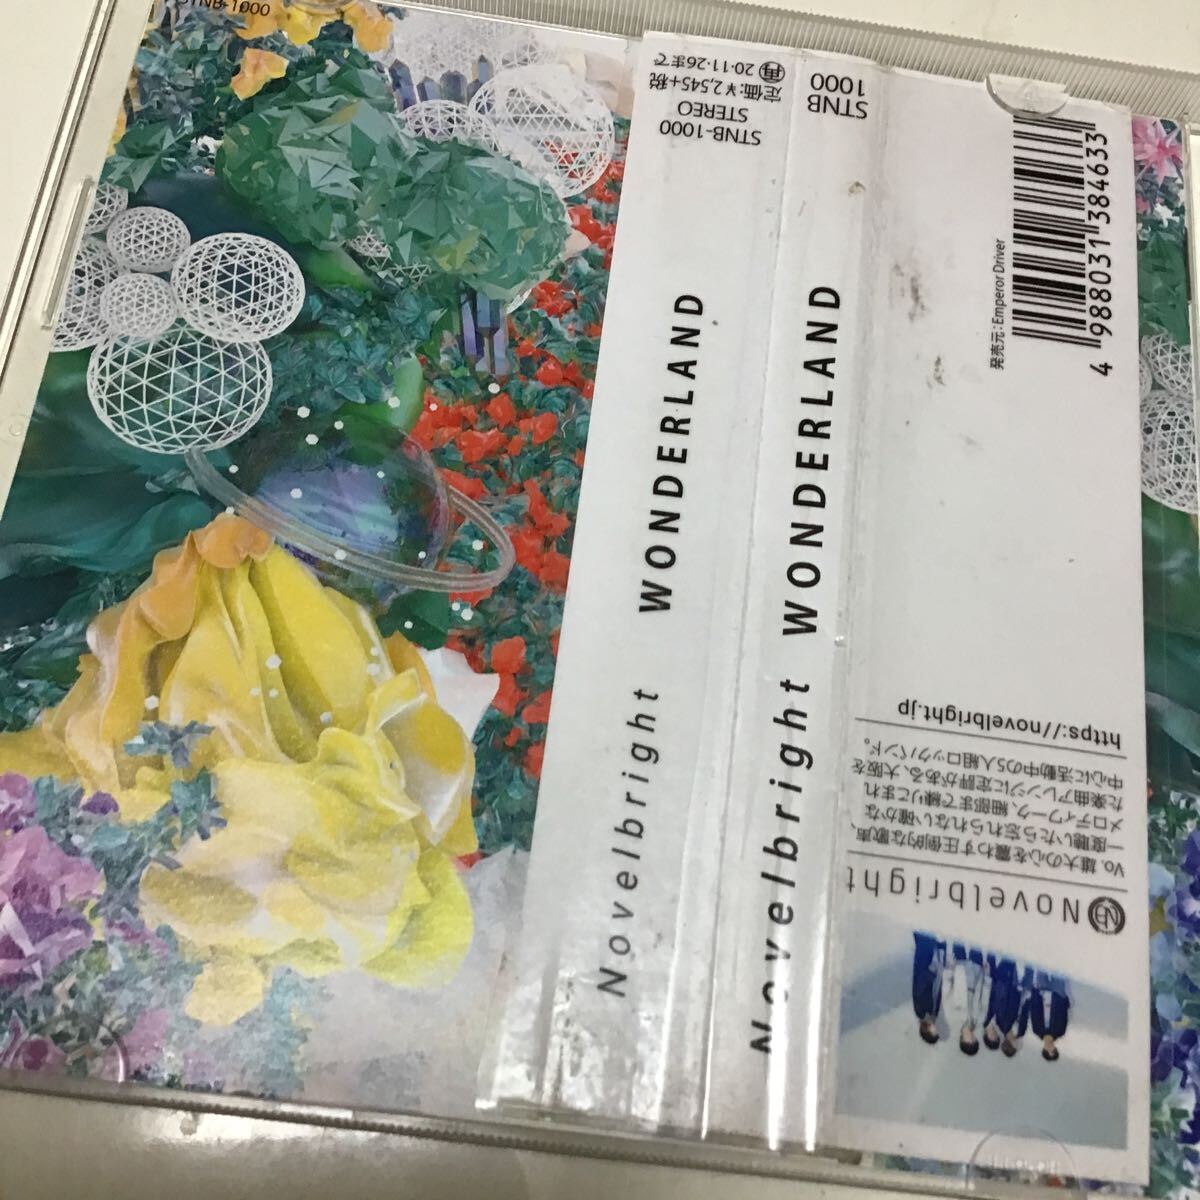 STNB-1000
STNB-1000
STEREO
定価:￥2,545+税
再 20·11·26まで
Novelbright WONDERLAND
STNB
1000
Novelbright WONDERLAND
NB Novelbright
Vo. 雄大の心を震わす圧倒的な歌声、
一度聴いたら忘れられない確かな
メロディワーク、細部まで練りこまれ
た楽曲アレンジに定評がある、大阪を
中心に活動中の5人組ロックバンド。
https://novelbright.jp
発売元：Emperor Driver
4 988031 384633